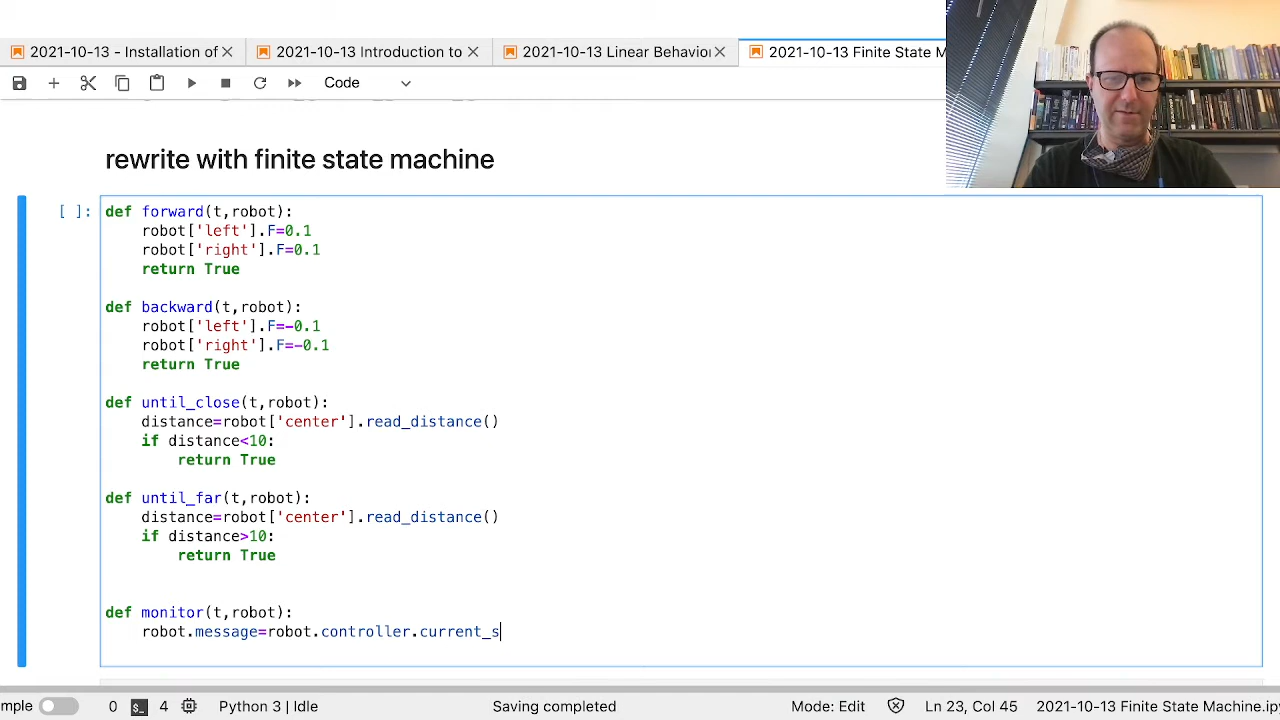 2021-10-13 - Installation of
2021-10-13 Introduction to
2021-10-13 Linear Behavior
2021-10-13 Finite State M
Code
rewrite with finite state machine
[ ]:
def forward(t,robot):
robot['left'].F=0.1
robot['right'].F=0.1
return True
def backward(t,robot):
robot['left'].F=-0.1
robot['right'].F=-0.1
return True
def until_close(t,robot):
distance=robot['center'].read_distance()
if distance<10:
return True
def until_far(t,robot):
distance=robot['center'].read_distance()
if distance>10:
return True
def monitor(t,robot):
robot.message=robot.controller.current_s
mple 0 $_ 4 Python 3 | Idle Saving completed Mode: Edit Ln 23, Col 45 2021-10-13 Finite State Machine.ip